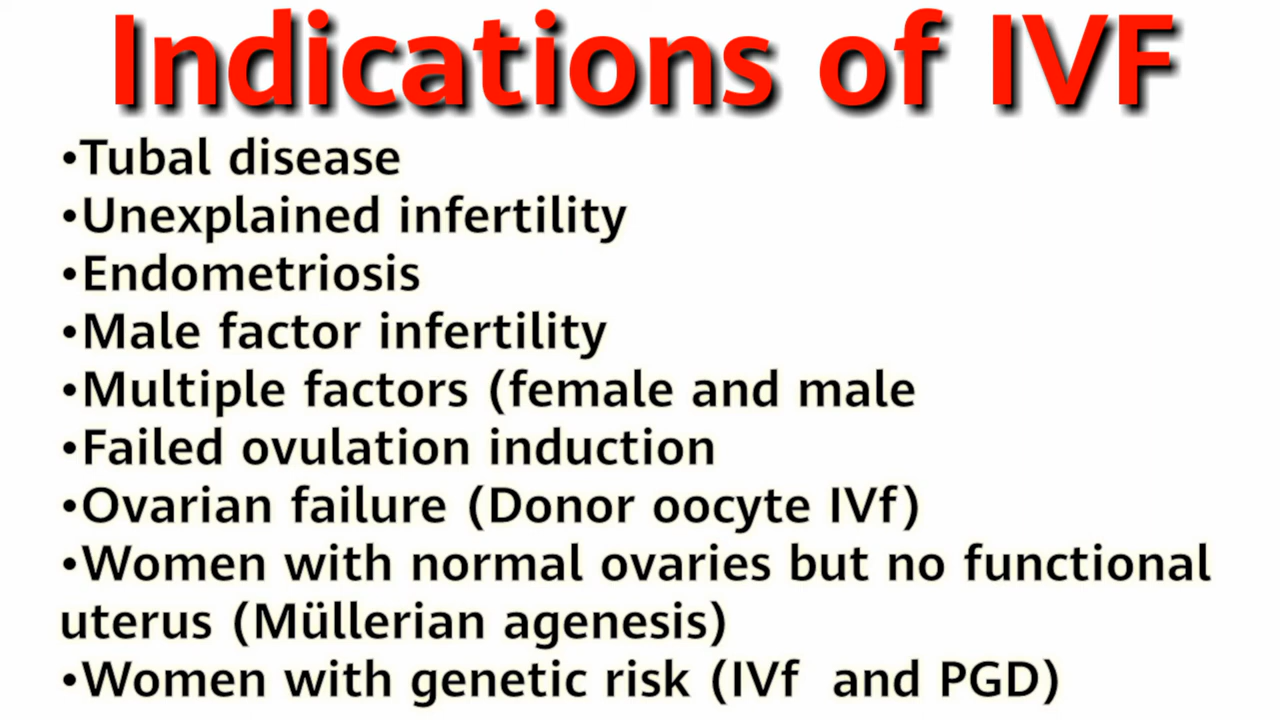 Indications of IVF
•Tubal disease
•Unexplained infertility
•Endometriosis
•Male factor infertility
•Multiple factors (female and male
•Failed ovulation induction
•Ovarian failure (Donor oocyte IVf)
•Women with normal ovaries but no functional
uterus (Müllerian agenesis)
•Women with genetic risk (IVf  and PGD)